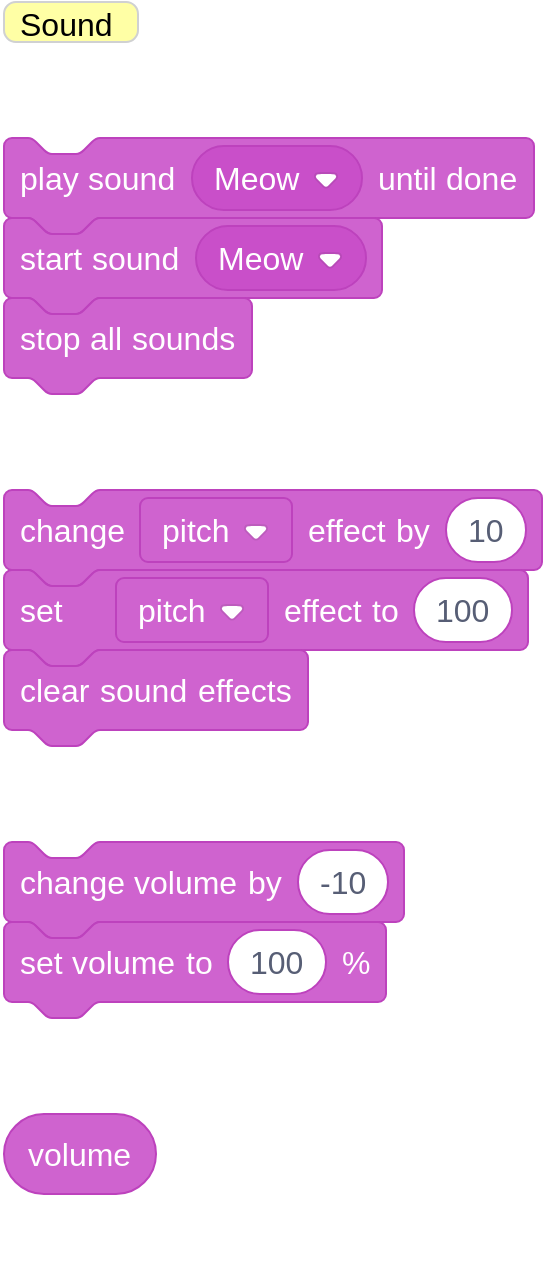 Sound
play sound Meow until done
start sound Meow
stop all sounds
change pitch effect by 10
set pitch effect to 100
clear sound effects
change volume by -10
set volume to 100 %
volume